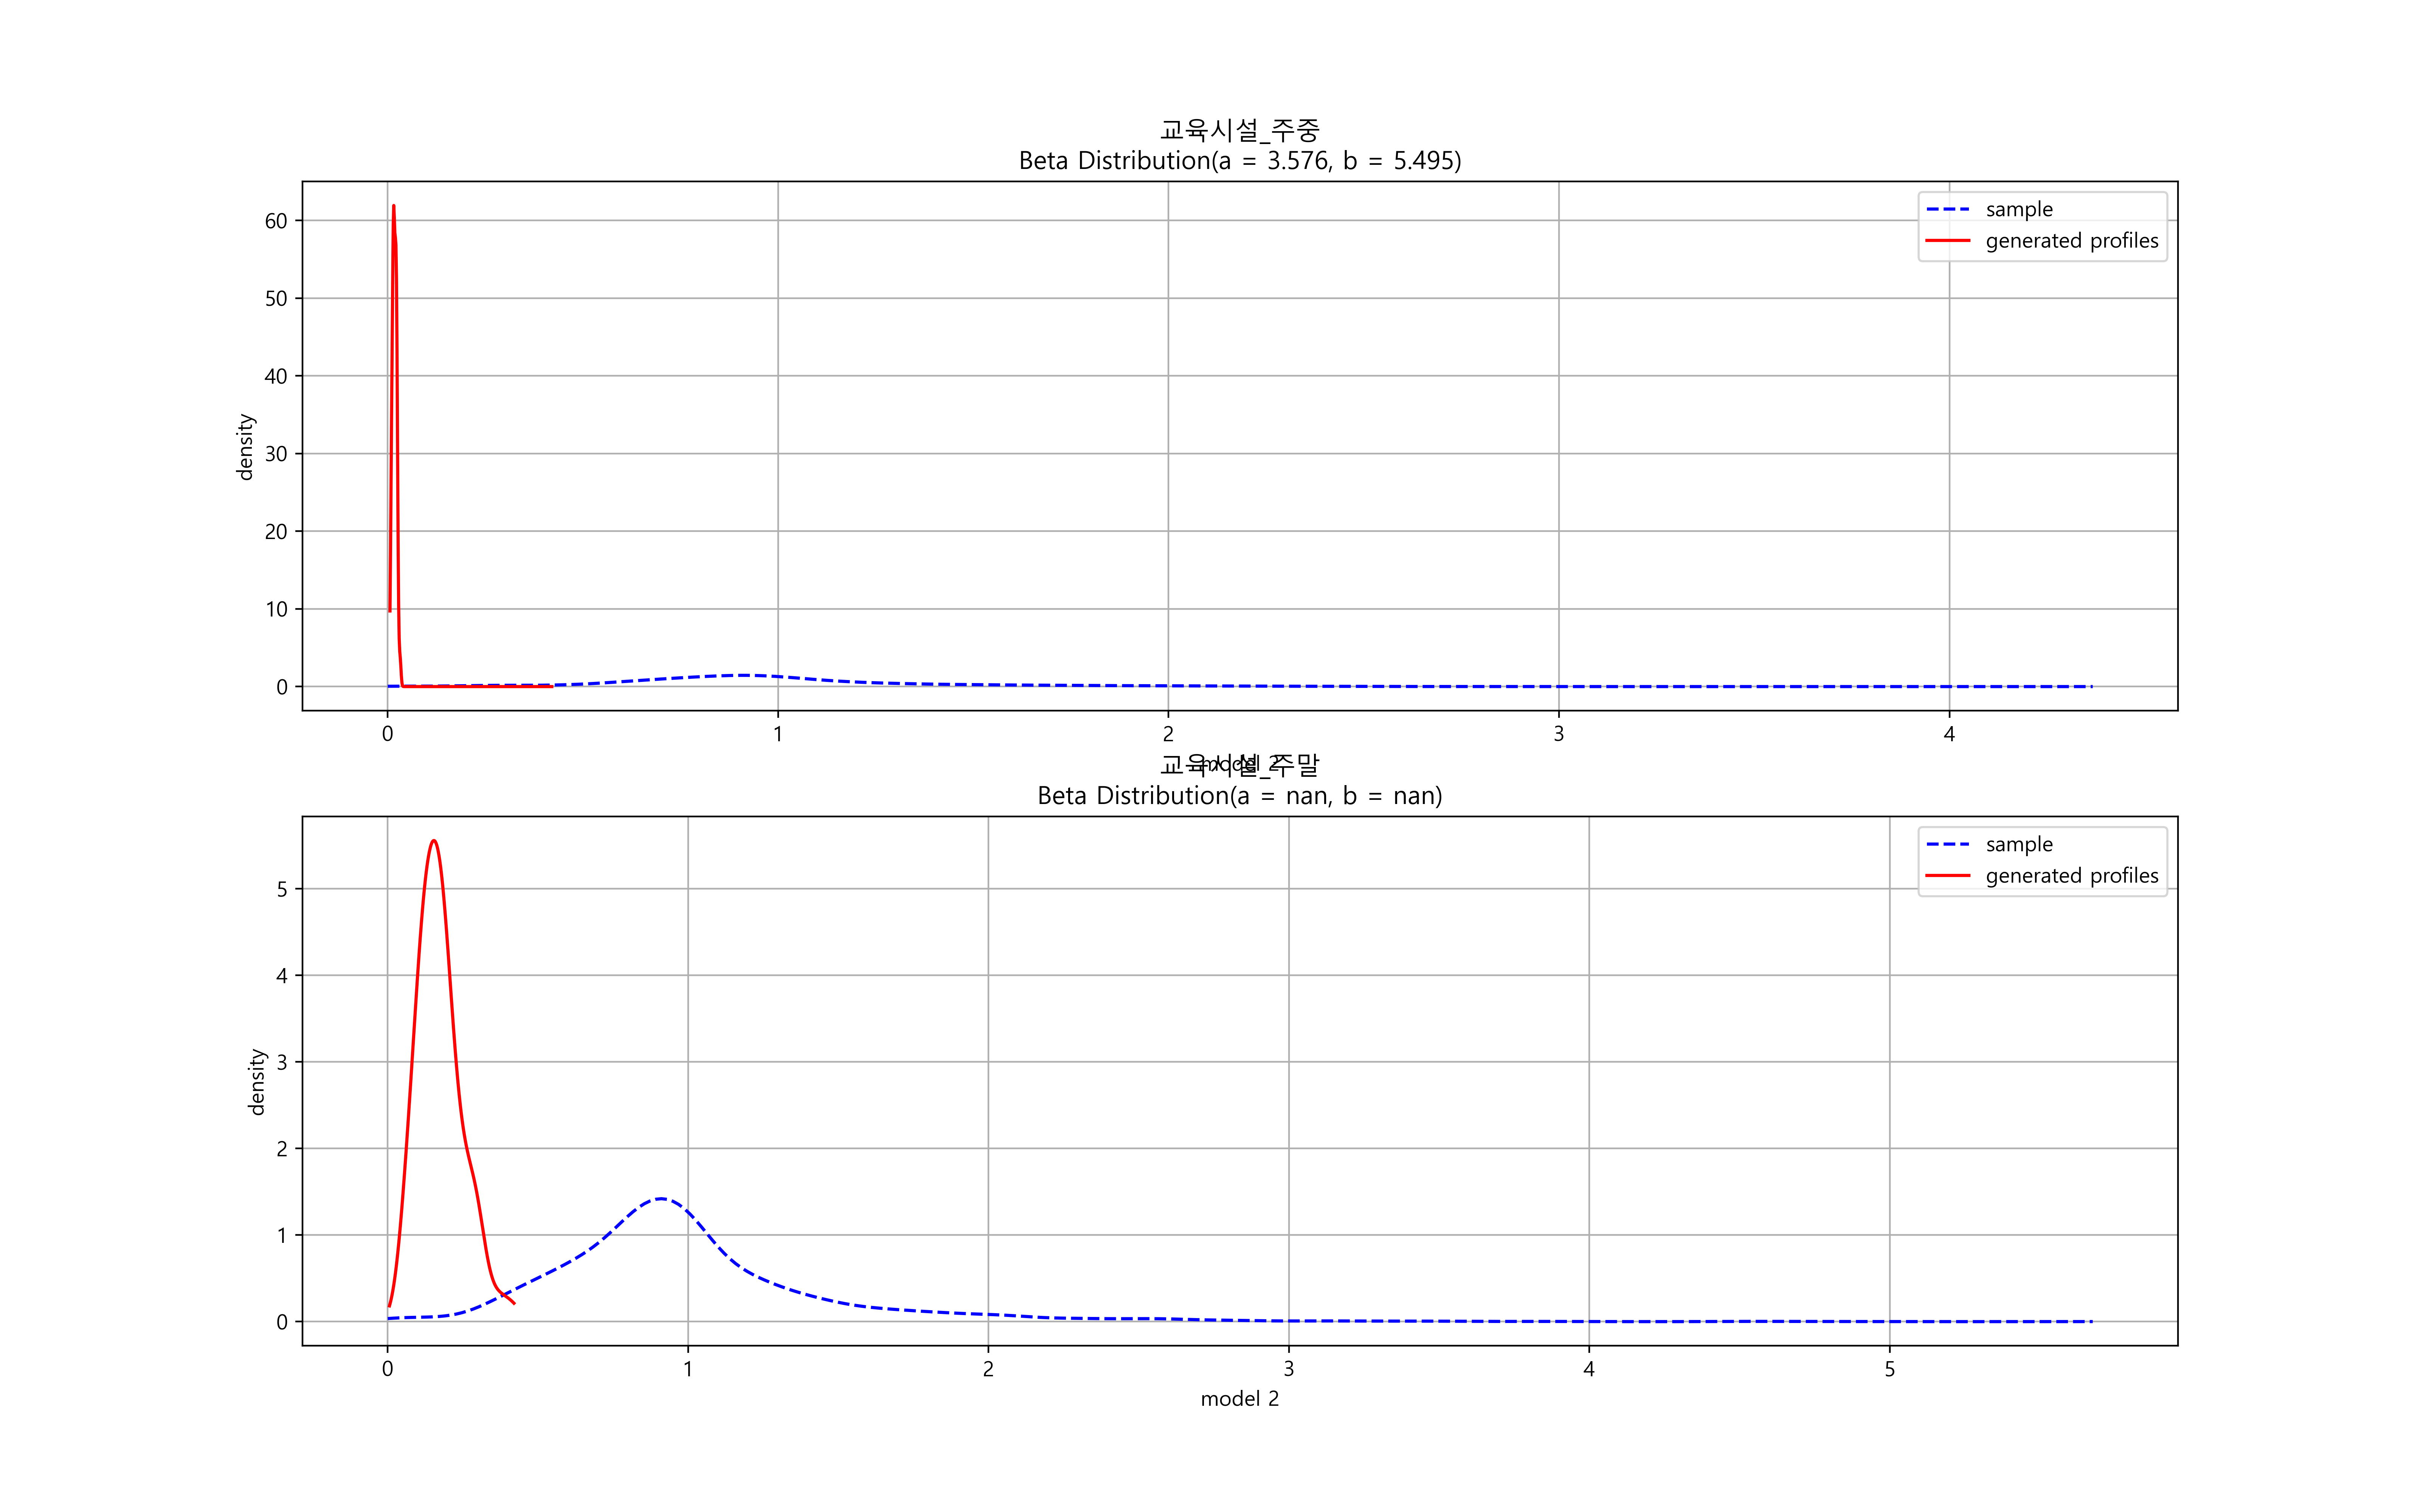 교육시설_주중
Beta Distribution(a = 3.576, b = 5.495)
sample
generated profiles
60
50
40
30
20
10
0
density
0 1 2 3 4
model 2
교육시설_주말
Beta Distribution(a = nan, b = nan)
sample
generated profiles
5
4
3
2
1
0
density
0 1 2 3 4 5
model 2